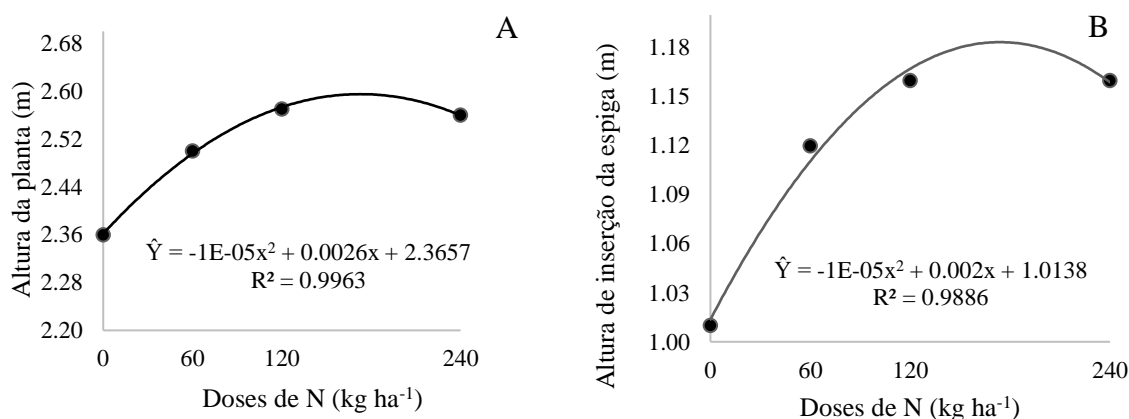 A
Altura da planta (m)
2.68
2.60
2.52
2.44
2.36
2.28
2.20
Ŷ = -1E-05x² + 0.0026x + 2.3657
R² = 0.9963
0 60 120 240
Doses de N (kg ha⁻¹)
B
Altura de inserção da espiga (m)
1.18
1.15
1.12
1.09
1.06
1.03
1.00
Ŷ = -1E-05x² + 0.002x + 1.0138
R² = 0.9886
0 60 120 240
Doses de N (kg ha⁻¹)